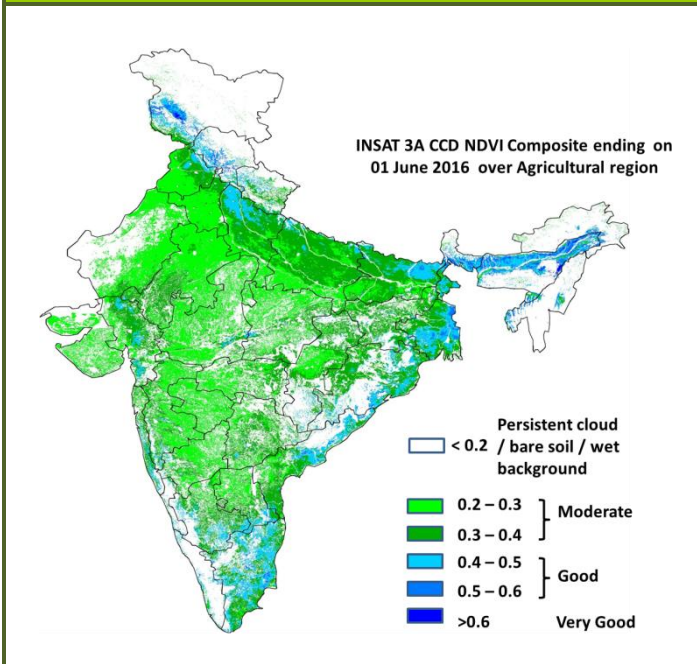 INSAT 3A CCD NDVI Composite ending on
01 June 2016 over Agricultural region
Persistent cloud
< 0.2 / bare soil / wet
background
0.2 – 0.3
Moderate
0.3 – 0.4
0.4 – 0.5
Good
0.5 – 0.6
>0.6 Very Good